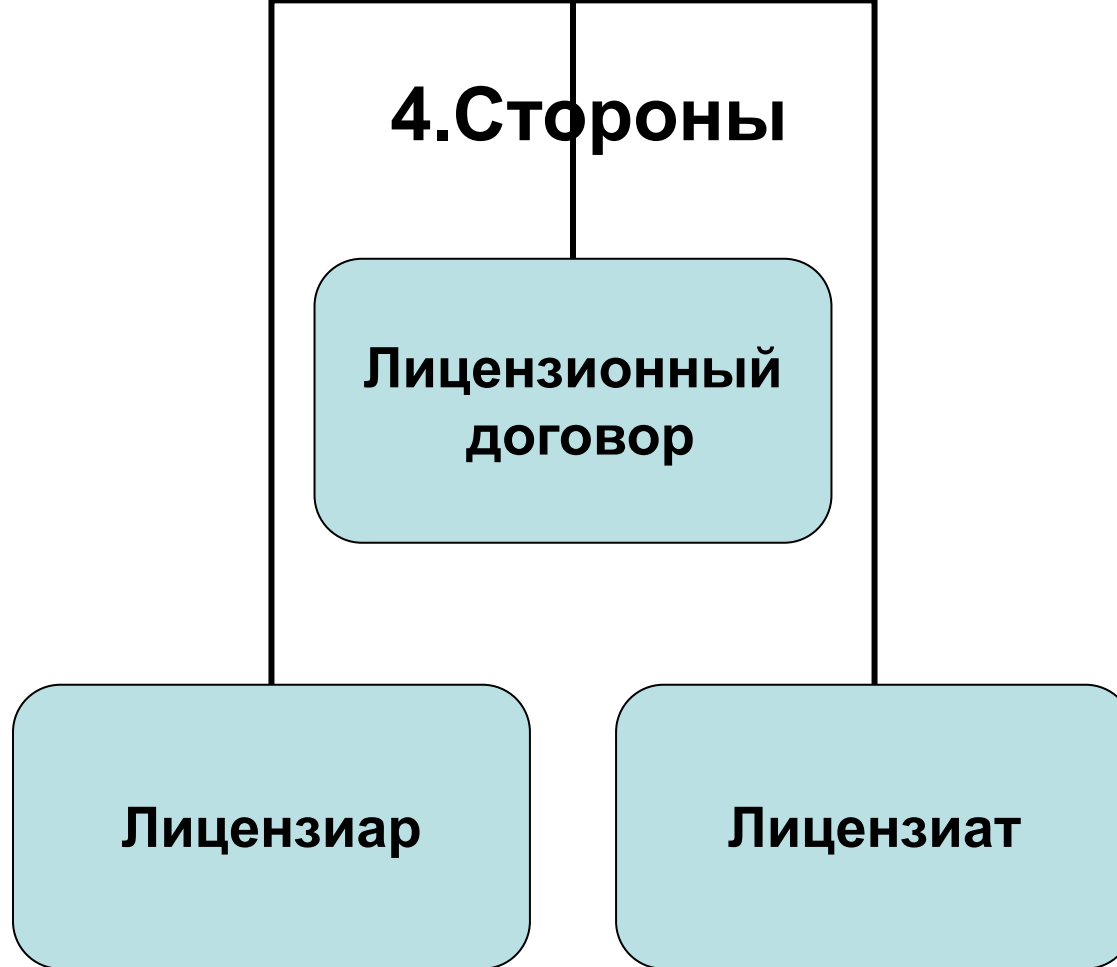 4.Стороны
Лицензионный
договор
Лицензиар
Лицензиат